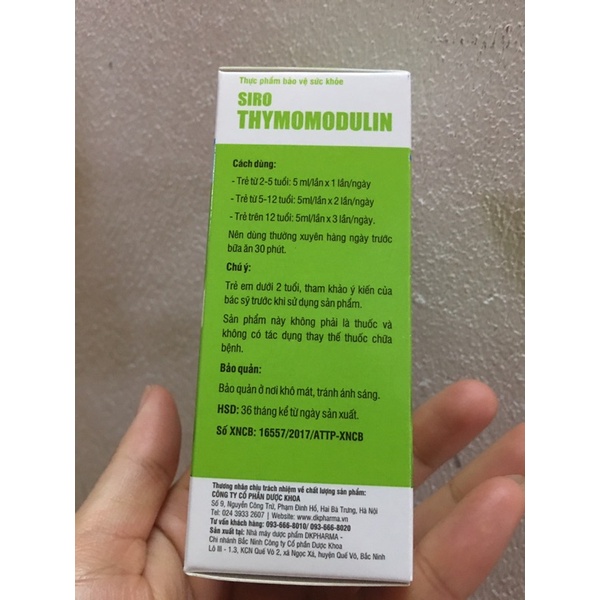 Thực phẩm bảo vệ sức khỏe
SIRO
THYMOMODULIN
Cách dùng:
- Trẻ từ 2-5 tuổi: 5 ml/lần x 1 lần/ngày
- Trẻ từ 5-12 tuổi: 5ml/lần x 2 lần/ngày
- Trẻ trên 12 tuổi: 5ml/lần x 3 lần/ngày.
Nên dùng thường xuyên hàng ngày trước
bữa ăn 30 phút.
Chú ý:
Trẻ em dưới 2 tuổi, tham khảo ý kiến của
bác sỹ trước khi sử dụng sản phẩm.
Sản phẩm này không phải là thuốc và
không có tác dụng thay thế thuốc chữa
bệnh.
Bảo quản:
Bảo quản ở nơi khô mát, tránh ánh sáng.
HSD: 36 tháng kể từ ngày sản xuất.
Số XNCB: 16557/2017/ATTP-XNCB
Thương nhân chịu trách nhiệm về chất lượng sản phẩm:
CÔNG TY CỔ PHẦN DƯỢC KHOA
Số 9, Nguyễn Công Trứ, Phạm Đình Hổ, Hai Bà Trưng, Hà Nội
Tel: 024 3933 2607 | Website: www.dkpharma.vn
Tư vấn khách hàng: 093-666-8010/ 093-666-8020
Sản xuất tại: Nhà máy dược phẩm DKPHARMA -
Chi nhánh Bắc Ninh Công ty Cổ phần Dược Khoa
Lô III - 1.3, KCN Quế Võ 2, xã Ngọc Xá, huyện Quế Võ, Bắc Ninh